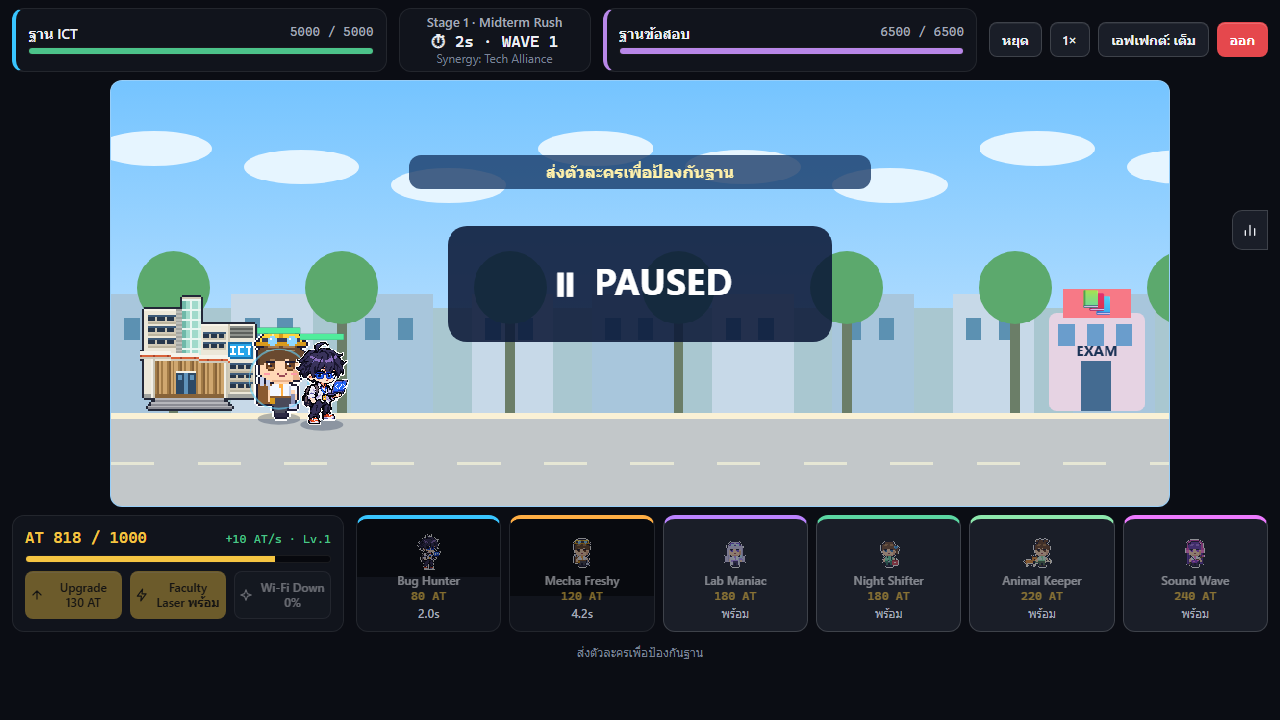 ฐาน ICT
5000 / 5000
Stage 1 · Midterm Rush
2s · WAVE 1
Synergy: Tech Alliance
ฐานข้อสอบ
6500 / 6500
หยุด
1×
เอฟเฟกต์: เต็ม
ออก
ส่งตัวละครเพื่อป้องกันฐาน
PAUSED
ICT
EXAM
AT 818 / 1000
+10 AT/s · Lv.1
Upgrade
130 AT
Faculty
Laser พร้อม
Wi-Fi Down
0%
Bug Hunter
80 AT
2.0s
Mecha Freshy
120 AT
4.2s
Lab Maniac
180 AT
พร้อม
Night Shifter
180 AT
พร้อม
Animal Keeper
220 AT
พร้อม
Sound Wave
240 AT
พร้อม
ส่งตัวละครเพื่อป้องกันฐาน